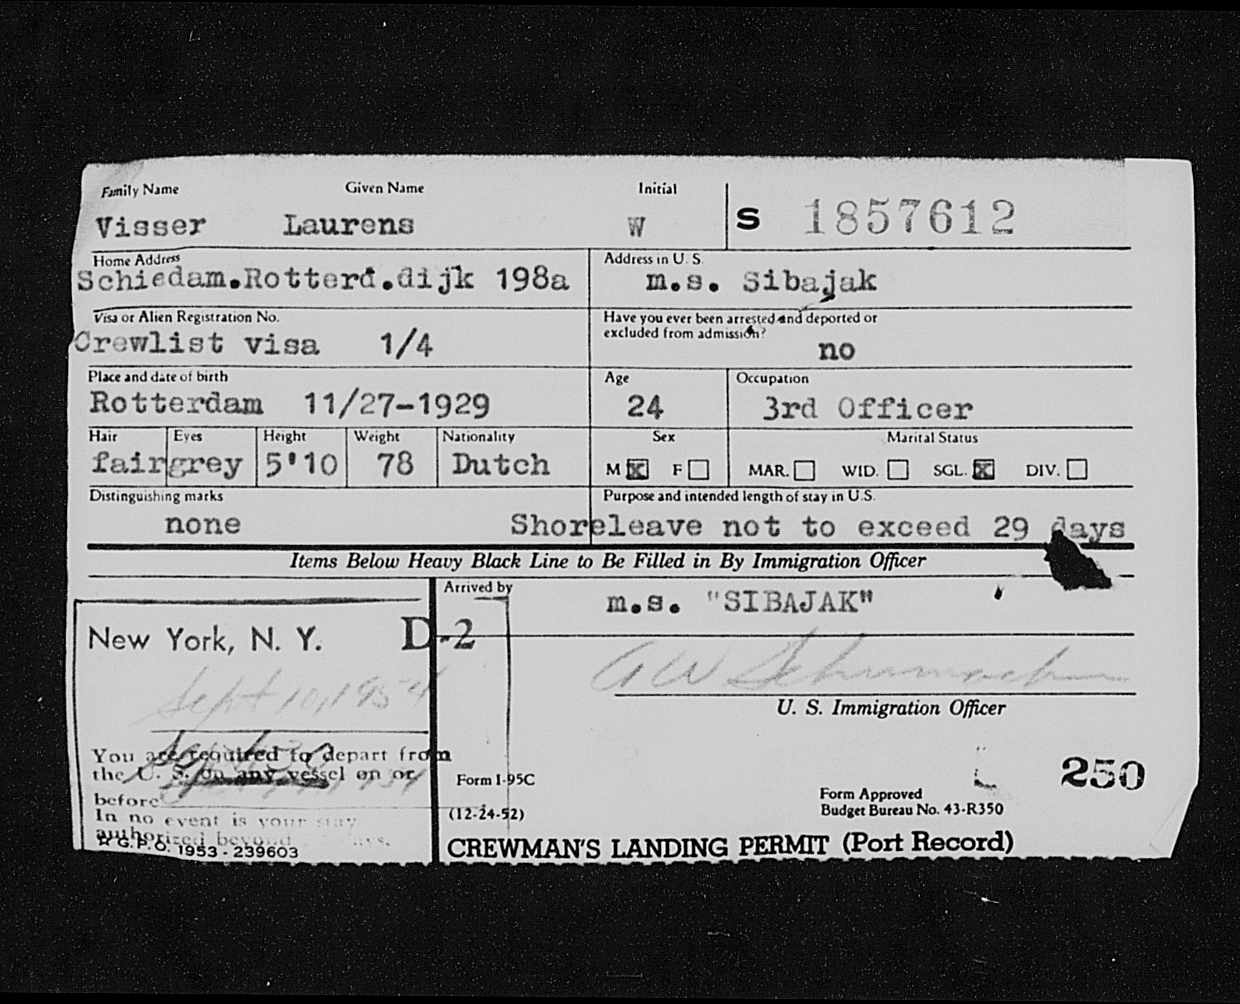 Family Name Given Name Initial
Visser Laurens W S 1857612
Home Address Address in U. S.
Schiedam.Rotterd.dijk 198a m.s. Sibajak
Visa or Alien Registration No. Have you ever been arrested and deported or
excluded from admission?
Crewlist visa 1/4 no
Place and date of birth Age Occupation
Rotterdam 11/27-1929 24 3rd Officer
Hair Eyes Height Weight Nationality Sex Marital Status
fair grey 5'10 78 Dutch M X F MAR. WID. SGL. X DIV.
Distinguishing marks Purpose and intended length of stay in U.S.
none Shoreleave not to exceed 29 days
Items Below Heavy Black Line to Be Filled in By Immigration Officer
Arrived by
m.s. "SIBAJAK"
New York, N. Y. D-2
Sept 10, 1954
A W Schumacher
U. S. Immigration Officer
You are required to depart from
the U. S. on any vessel on or
before
In no event is your stay
authorized beyond days.
☆ G.P.O. 1953-239603
Form I-95C
(12-24-52)
250
Form Approved
Budget Bureau No. 43-R350
CREWMAN'S LANDING PERMIT (Port Record)